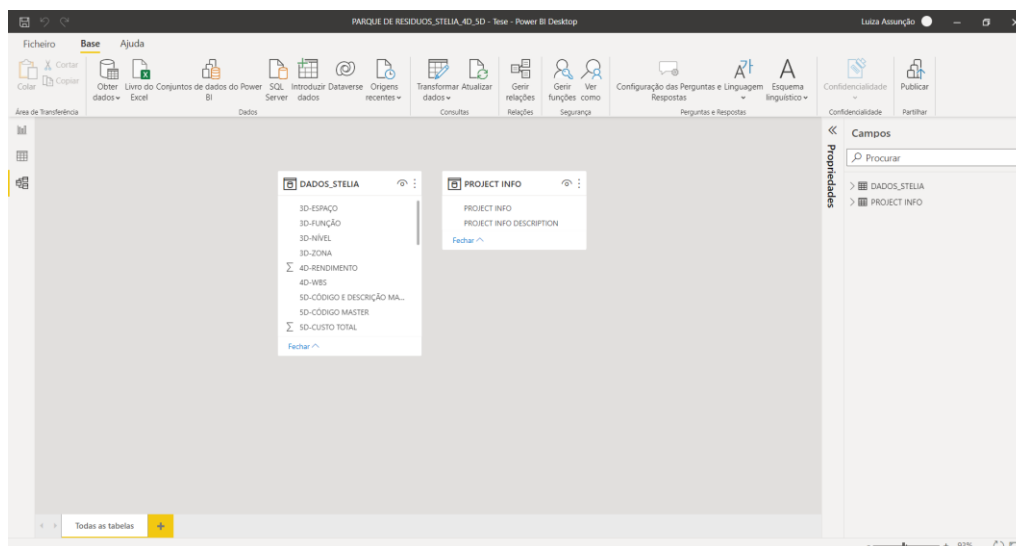 PARQUE DE RESIDUOS_STELIA_4D_5D - Tese - Power BI Desktop
Luiza Assunção
Ficheiro Base Ajuda
Colar
Cortar
Copiar
Área de Transferência
Obter dados
Livro do Excel
Conjuntos de dados do Power BI
SQL Server
Introduzir dados
Dataverse
Origens recentes
Dados
Transformar dados
Atualizar
Consultas
Gerir relações
Relações
Gerir funções
Ver como
Segurança
Configuração das Perguntas e Respostas
Linguagem
Esquema linguístico
Perguntas e Respostas
Confidencialidade
Confidencialidade
Publicar
Partilhar
DADOS_STELIA
3D-ESPAÇO
3D-FUNÇÃO
3D-NÍVEL
3D-ZONA
4D-RENDIMENTO
4D-WBS
5D-CÓDIGO E DESCRIÇÃO MA...
5D-CÓDIGO MASTER
5D-CUSTO TOTAL
Fechar
PROJECT INFO
PROJECT INFO
PROJECT INFO DESCRIPTION
Fechar
Propriedades
Campos
Procurar
DADOS_STELIA
PROJECT INFO
Todas as tabelas